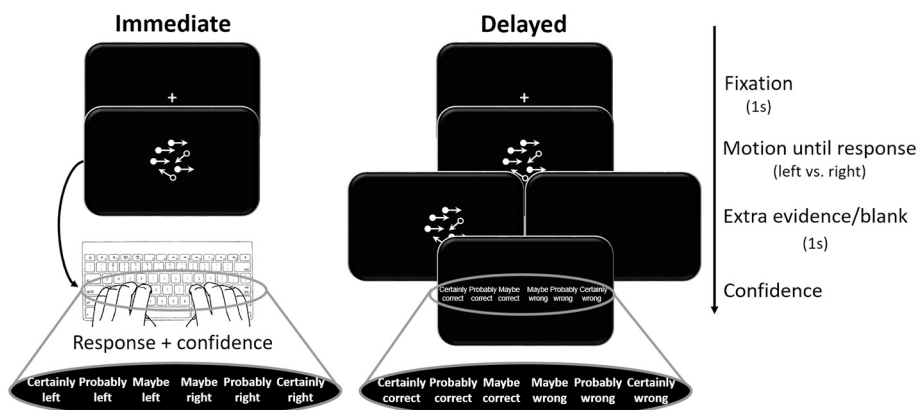 Immediate
Delayed
+
+
Fixation
(1s)
Motion until response
(left vs. right)
Extra evidence/blank
(1s)
Confidence
Certainly Probably Maybe Maybe Probably Certainly
correct correct correct wrong wrong wrong
Response + confidence
Certainly Probably Maybe Maybe Probably Certainly
left left left right right right
Certainly Probably Maybe Maybe Probably Certainly
correct correct correct wrong wrong wrong